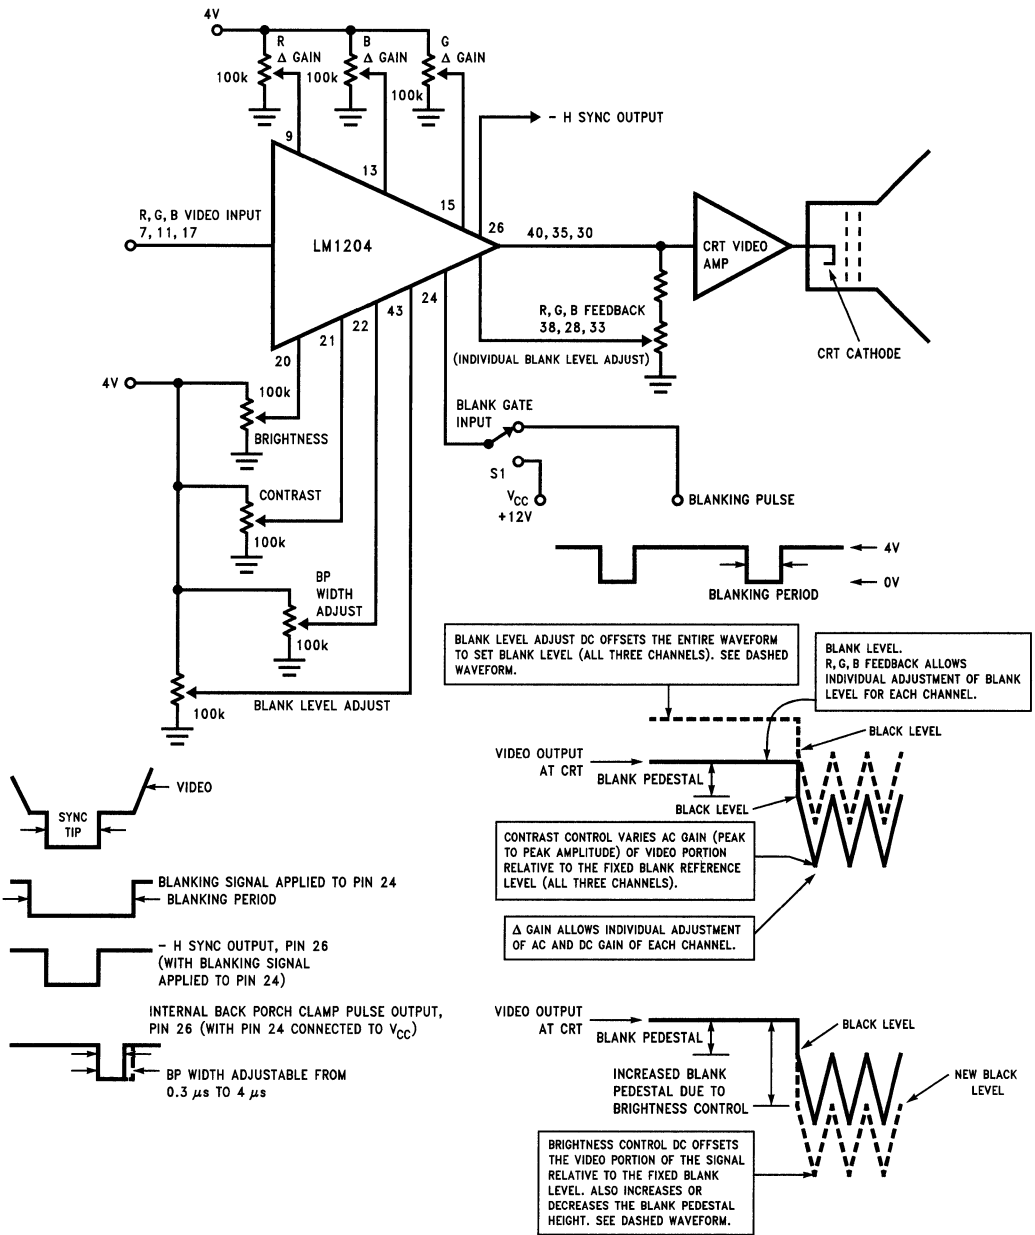 4V
R
Δ GAIN
100k
B
Δ GAIN
100k
G
Δ GAIN
100k
9
13
15
26
– H SYNC OUTPUT
R, G, B VIDEO INPUT
7, 11, 17
LM1204
40, 35, 30
CRT VIDEO
AMP
CRT CATHODE
R, G, B FEEDBACK
38, 28, 33
(INDIVIDUAL BLANK LEVEL ADJUST)
20
21
22
43
24
4V
100k
BRIGHTNESS
CONTRAST
100k
BP
WIDTH
ADJUST
100k
100k
BLANK LEVEL ADJUST
BLANK GATE
INPUT
S1
VCC
+12V
BLANKING PULSE
4V
0V
BLANKING PERIOD
BLANK LEVEL ADJUST DC OFFSETS THE ENTIRE WAVEFORM
TO SET BLANK LEVEL (ALL THREE CHANNELS). SEE DASHED
WAVEFORM.
BLANK LEVEL.
R, G, B FEEDBACK ALLOWS
INDIVIDUAL ADJUSTMENT OF BLANK
LEVEL FOR EACH CHANNEL.
BLACK LEVEL
VIDEO OUTPUT
AT CRT
BLANK PEDESTAL
BLACK LEVEL
CONTRAST CONTROL VARIES AC GAIN (PEAK
TO PEAK AMPLITUDE) OF VIDEO PORTION
RELATIVE TO THE FIXED BLANK REFERENCE
LEVEL (ALL THREE CHANNELS).
Δ GAIN ALLOWS INDIVIDUAL ADJUSTMENT
OF AC AND DC GAIN OF EACH CHANNEL.
VIDEO
SYNC
TIP
BLANKING SIGNAL APPLIED TO PIN 24
BLANKING PERIOD
– H SYNC OUTPUT, PIN 26
(WITH BLANKING SIGNAL
APPLIED TO PIN 24)
INTERNAL BACK PORCH CLAMP PULSE OUTPUT,
PIN 26 (WITH PIN 24 CONNECTED TO VCC)
BP WIDTH ADJUSTABLE FROM
0.3 μs TO 4 μs
VIDEO OUTPUT
AT CRT
BLANK PEDESTAL
BLACK LEVEL
INCREASED BLANK
PEDESTAL DUE TO
BRIGHTNESS CONTROL
NEW BLACK
LEVEL
BRIGHTNESS CONTROL DC OFFSETS
THE VIDEO PORTION OF THE SIGNAL
RELATIVE TO THE FIXED BLANK
LEVEL. ALSO INCREASES OR
DECREASES THE BLANK PEDESTAL
HEIGHT. SEE DASHED WAVEFORM.